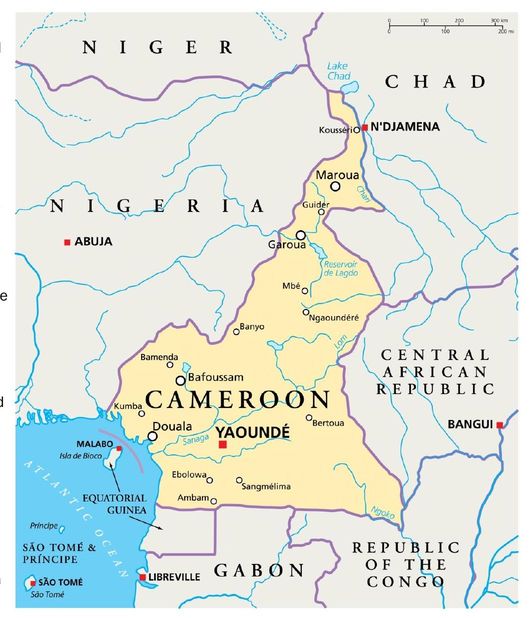 0 100 200 300 km
0 100 200 mi
NIGER
Lake
Chad
CHAD
Kousséri
N'DJAMENA
Maroua
Chari
Guider
NIGERIA
ABUJA
Garoua
Reservoir
de Lagdo
Mbé
Ngaoundéré
Banyo
Lom
Bamenda
CENTRAL
AFRICAN
REPUBLIC
Bafoussam
CAMEROON
Kumba
Bertoua
Douala
YAOUNDÉ
BANGUI
Sanaga
MALABO
Isla de Bioco
ATLANTIC OCEAN
Ebolowa
Sangmélima
EQUATORIAL
GUINEA
Ambam
Ngoko
Príncipe
SÃO TOMÉ &
PRÍNCIPE
REPUBLIC
OF THE
CONGO
GABON
LIBREVILLE
SÃO TOMÉ
São Tomé